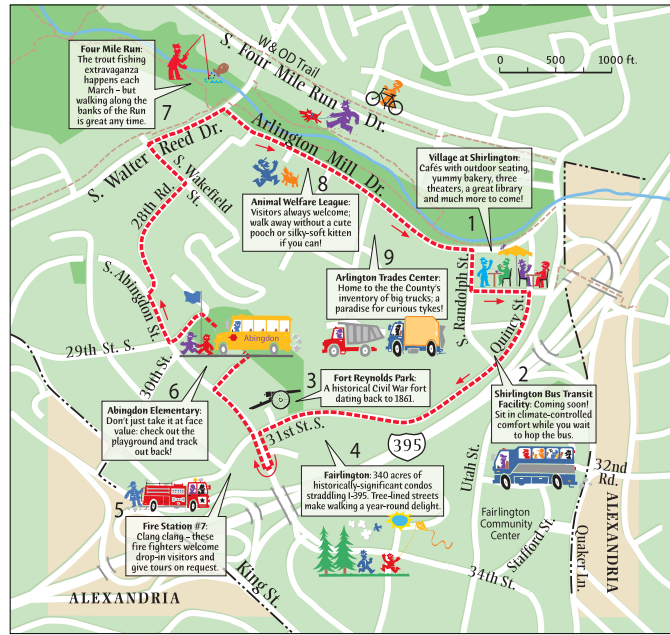 Four Mile Run:
The trout fishing
extravaganza
happens each
March – but
walking along the
banks of the Run
is great any time.
7
W & OD Trail
S. Four Mile Run Dr.
0 500 1000 ft.
S. Walter Reed Dr.
Arlington Mill Dr.
Village at Shirlington:
Cafés with outdoor seating,
yummy bakery, three
theaters, a great library
and much more to come!
1
S. Wakefield
St.
28th Rd.
8
Animal Welfare League:
Visitors always welcome;
walk away without a cute
pooch or silky-soft kitten
if you can!
9
Arlington Trades Center:
Home to the the County's
inventory of big trucks; a
paradise for curious tykes!
S. Randolph St.
Quincy St.
S. Abingdon St.
Abingdon
29th St. S.
30th St.
6
Abingdon Elementary:
Don't just take it at face
value: check out the
playground and track
out back!
3
Fort Reynolds Park:
A historical Civil War fort
dating back to 1861.
2
Shirlington Bus Transit
Facility: Coming soon!
Sit in climate-controlled
comfort while you wait
to hop the bus.
31st St. S.
4
395
Fairlington: 340 acres of
historically-significant condos
straddling I-395. Tree-lined streets
make walking a year-round delight.
Utah St.
32nd
Rd.
5
Fire Station #7:
Clang clang – these
fire fighters welcome
drop-in visitors and
give tours on request.
Fairlington
Community
Center
Stafford St.
Quaker Ln.
ALEXANDRIA
34th St.
King St.
ALEXANDRIA